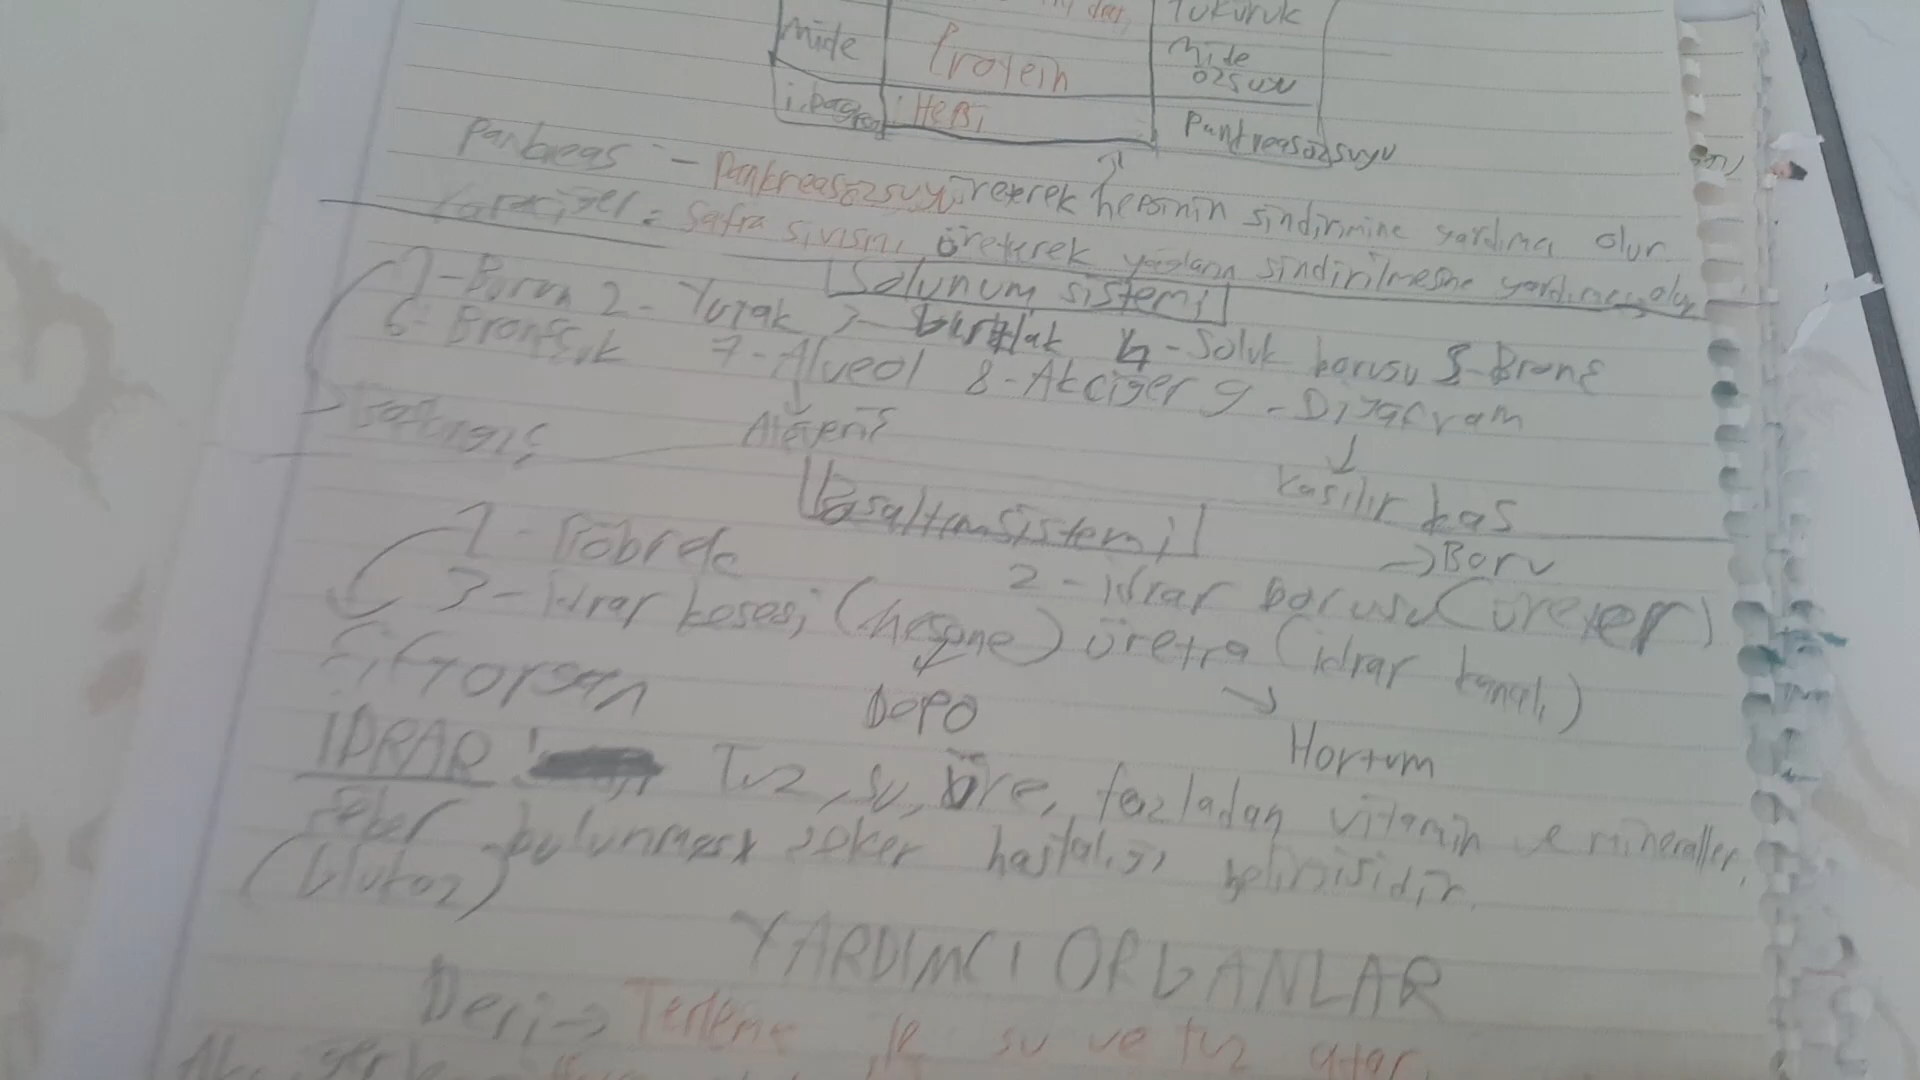 Tükürük
Mide Protein Mide
özsuyu
i.bağırsak Hepsi Pankreasözsuyu
Pankreas - Pankreasözsuyu üreterek hepsinin sindirimine yardımcı olur
Karaciğer = Safra sıvısını üreterek yağların sindirilmesine yardımcı olur
Solunum sistemi
1-Burun 2- Yutak 3- Gırtlak 4-Soluk borusu 5-Bronş
6- Bronşçuk 7-Alveol 8-Akciğer 9-Diyafram
Kasılır kas
Boşaltım sistemi
1-Böbrek → Boru
2-idrar borusu (üreter)
3-idrar kesesi (mesane) üretra (idrar kanalı)
Depo
Hortum
İDRAR Tuz, su, üre, fazladan vitamin ve mineraller,
Şeker bulunması şeker hastalığı belirtisidir.
(Glukoz)
YARDIMCI ORGANLAR
Deri → Terleme ile su ve tuz atar.